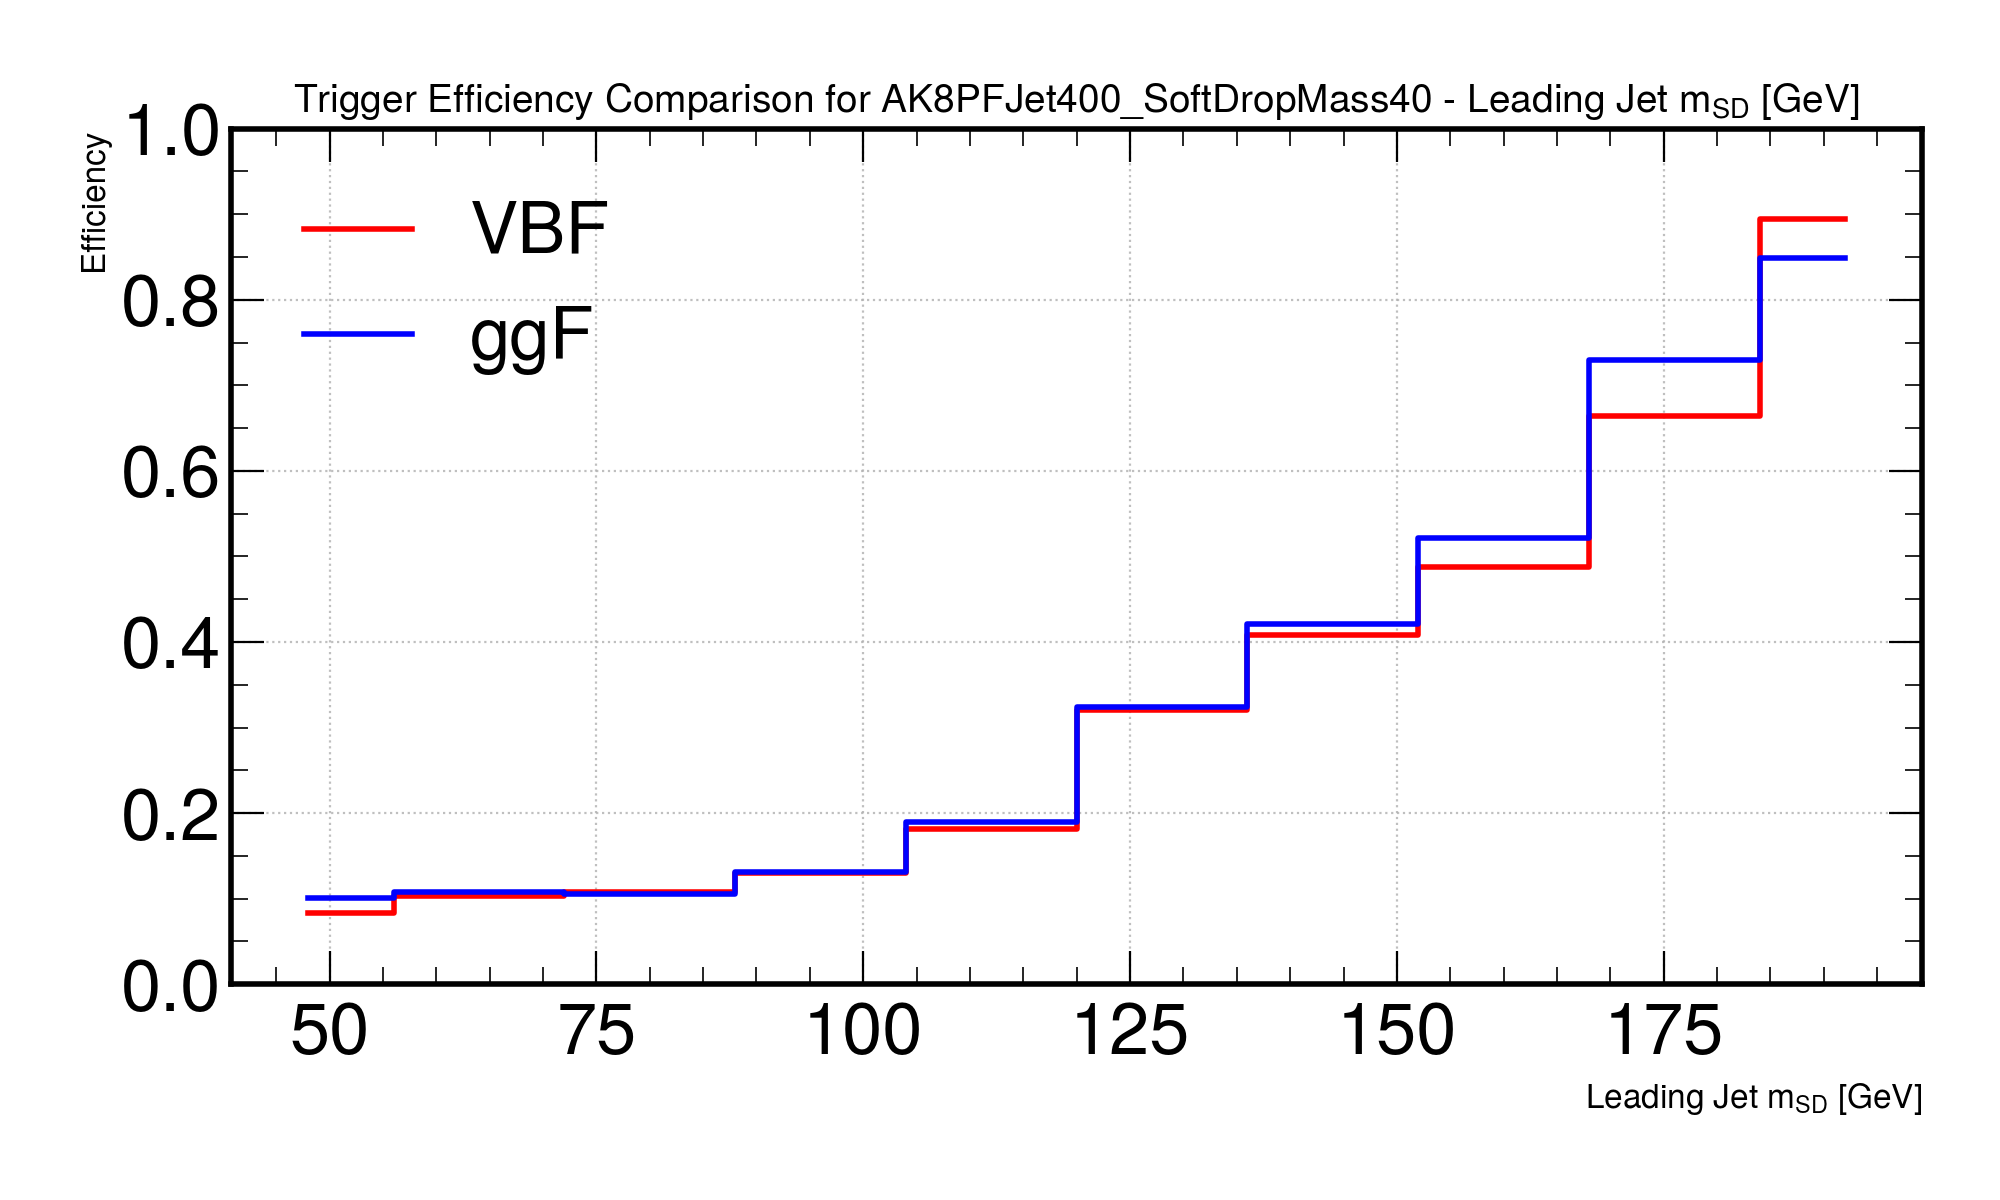 Trigger Efficiency Comparison for AK8PFJet400_SoftDropMass40 - Leading Jet mSD [GeV]
Efficiency
1.0
0.8
0.6
0.4
0.2
0.0
VBF
ggF
50 75 100 125 150 175
Leading Jet mSD [GeV]